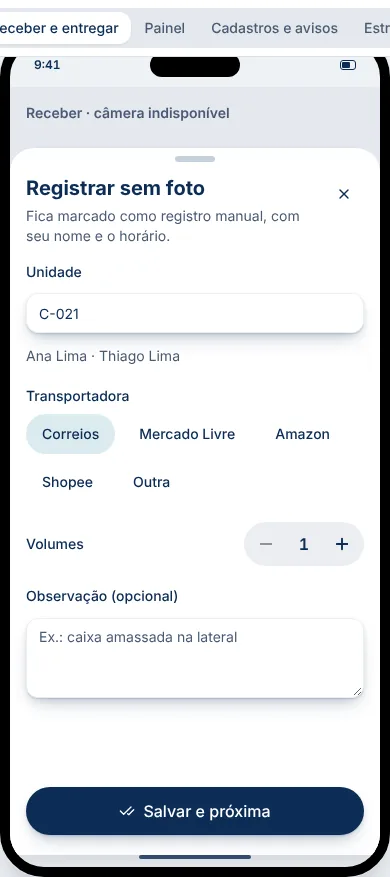 eceber e entregar Painel Cadastros e avisos Estr
9:41
Receber · câmera indisponível
Registrar sem foto
Fica marcado como registro manual, com
seu nome e o horário.
Unidade
C-021
Ana Lima · Thiago Lima
Transportadora
Correios Mercado Livre Amazon
Shopee Outra
Volumes 1
Observação (opcional)
Ex.: caixa amassada na lateral
Salvar e próxima